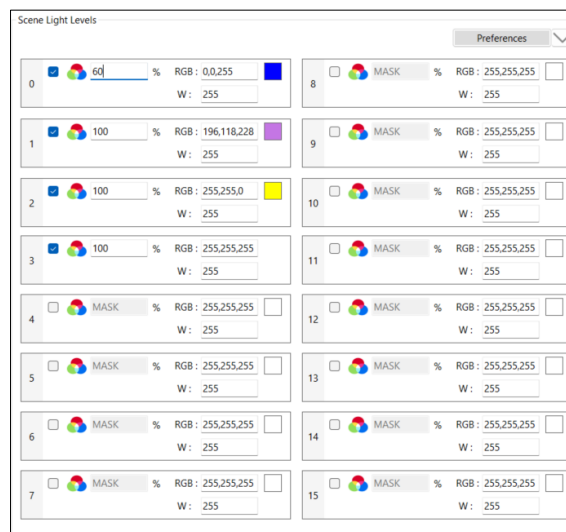 Scene Light Levels
Preferences
0 60 % RGB : 0,0,255
W : 255
1 100 % RGB : 196,118,228
W : 255
2 100 % RGB : 255,255,0
W : 255
3 100 % RGB : 255,255,255
W : 255
4 MASK % RGB : 255,255,255
W : 255
5 MASK % RGB : 255,255,255
W : 255
6 MASK % RGB : 255,255,255
W : 255
7 MASK % RGB : 255,255,255
W : 255
8 MASK % RGB : 255,255,255
W : 255
9 MASK % RGB : 255,255,255
W : 255
10 MASK % RGB : 255,255,255
W : 255
11 MASK % RGB : 255,255,255
W : 255
12 MASK % RGB : 255,255,255
W : 255
13 MASK % RGB : 255,255,255
W : 255
14 MASK % RGB : 255,255,255
W : 255
15 MASK % RGB : 255,255,255
W : 255